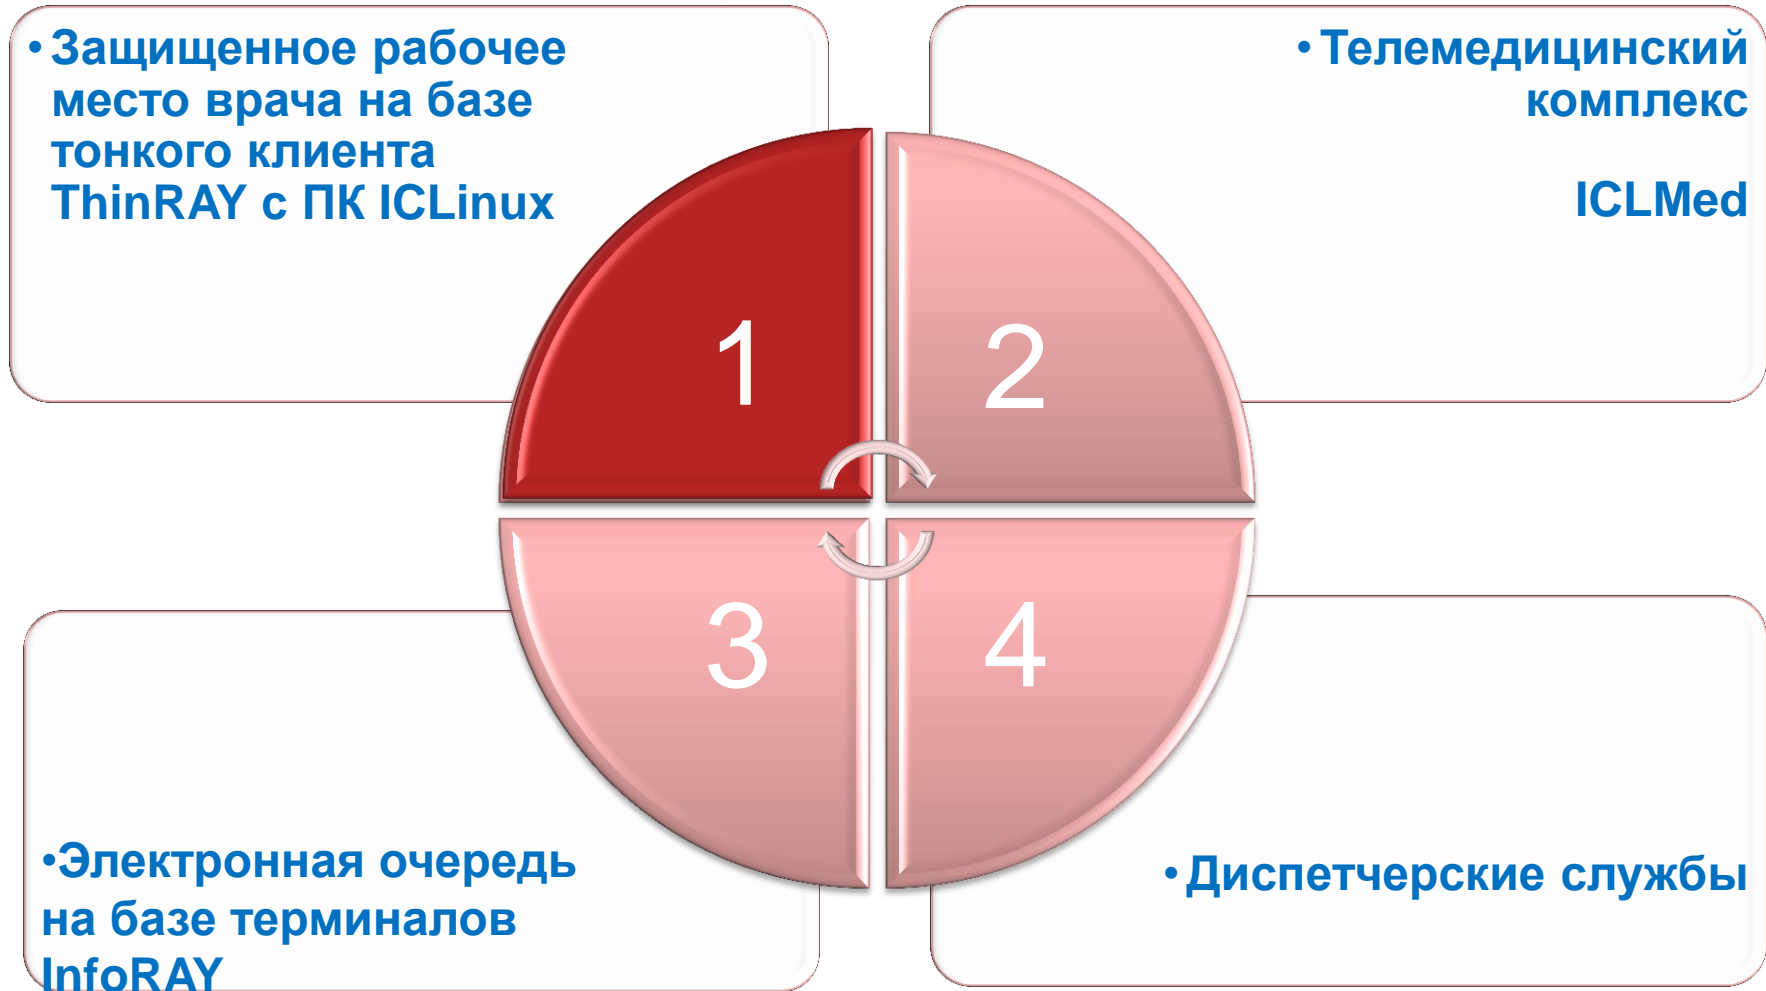 • Защищенное рабочее
место врача на базе
тонкого клиента
ThinRAY с ПК ICLinux
• Телемедицинский
комплекс
ICLMed
1
2
3
4
•Электронная очередь
на базе терминалов
InfoRAY
• Диспетчерские службы